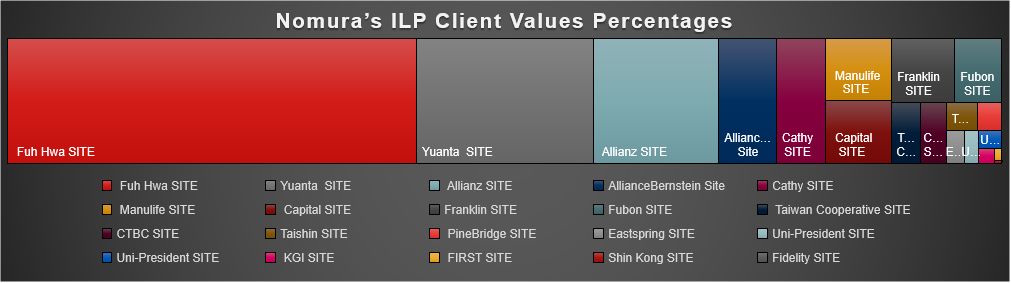 Nomura’s ILP Client Values Percentages
Fuh Hwa SITE
Yuanta SITE
Allianz SITE
Allianc...
Site
Cathy
SITE
Manulife
SITE
Capital
SITE
Franklin
SITE
Fubon
SITE
T...
C...
C...
S...
T...
E...
U...
U...
Fuh Hwa SITE
Yuanta SITE
Allianz SITE
AllianceBernstein Site
Cathy SITE
Manulife SITE
Capital SITE
Franklin SITE
Fubon SITE
Taiwan Cooperative SITE
CTBC SITE
Taishin SITE
PineBridge SITE
Eastspring SITE
Uni-President SITE
Uni-President SITE
KGI SITE
FIRST SITE
Shin Kong SITE
Fidelity SITE